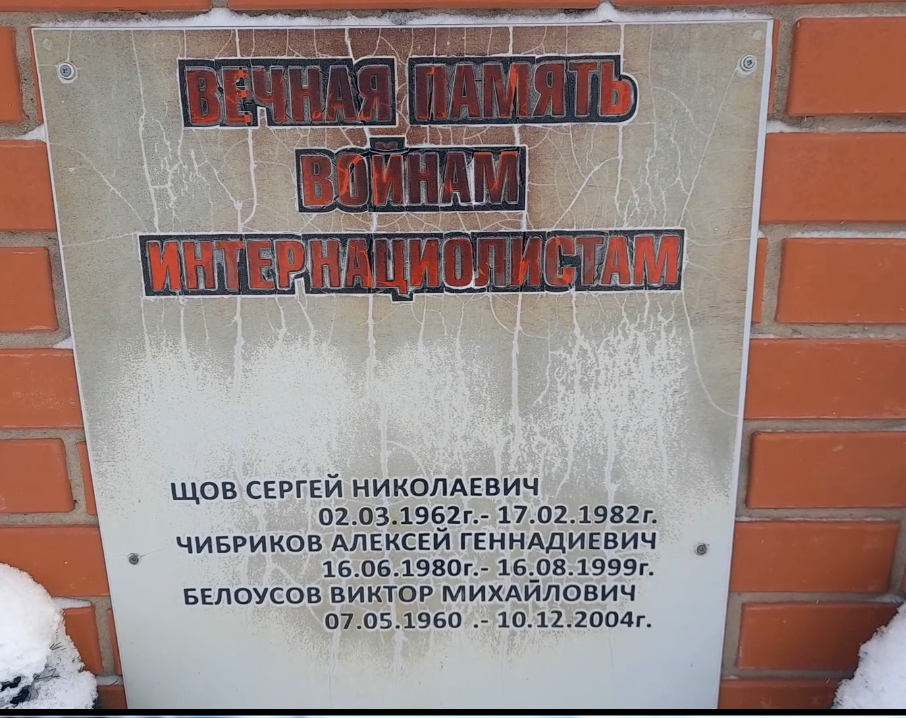 ВЕЧНАЯ ПАМЯТЬ
ВОЙНАМ
ИНТЕРНАЦИОЛИСТАМ
ЩОВ СЕРГЕЙ НИКОЛАЕВИЧ
02.03.1962г.- 17.02.1982г.
ЧИБРИКОВ АЛЕКСЕЙ ГЕННАДИЕВИЧ
16.06.1980г.- 16.08.1999г.
БЕЛОУСОВ ВИКТОР МИХАЙЛОВИЧ
07.05.1960 .- 10.12.2004г.